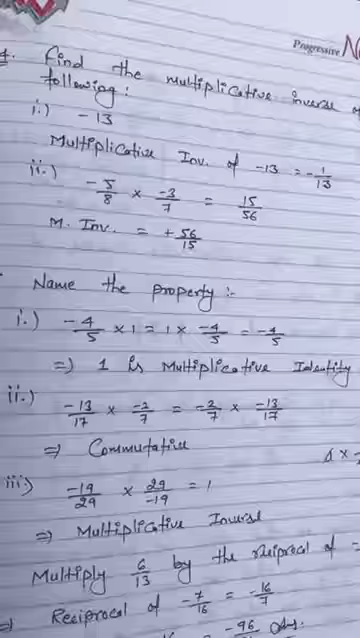 Progressive
4. Find the multiplicative inverse of
following:
i.) -13
Multiplicative Inv. of -13 = -1/13
ii.) -5/8 × -3/7 = 15/56
M. Inv. = +56/15
Name the property :-
i.) -4/5 × 1 = 1 × -4/5 = -4/5
=) 1 is Multiplicative Identity
ii.) -13/17 × -2/7 = -2/7 × -13/17
⇒ Commutative
iii) -19/29 × 29/-19 = 1
⇒ Multiplicative Inverse
Multiply 6/13 by the reciprocal of -
⇒ Reciprocal of -7/16 = -16/7
-96 Ans.